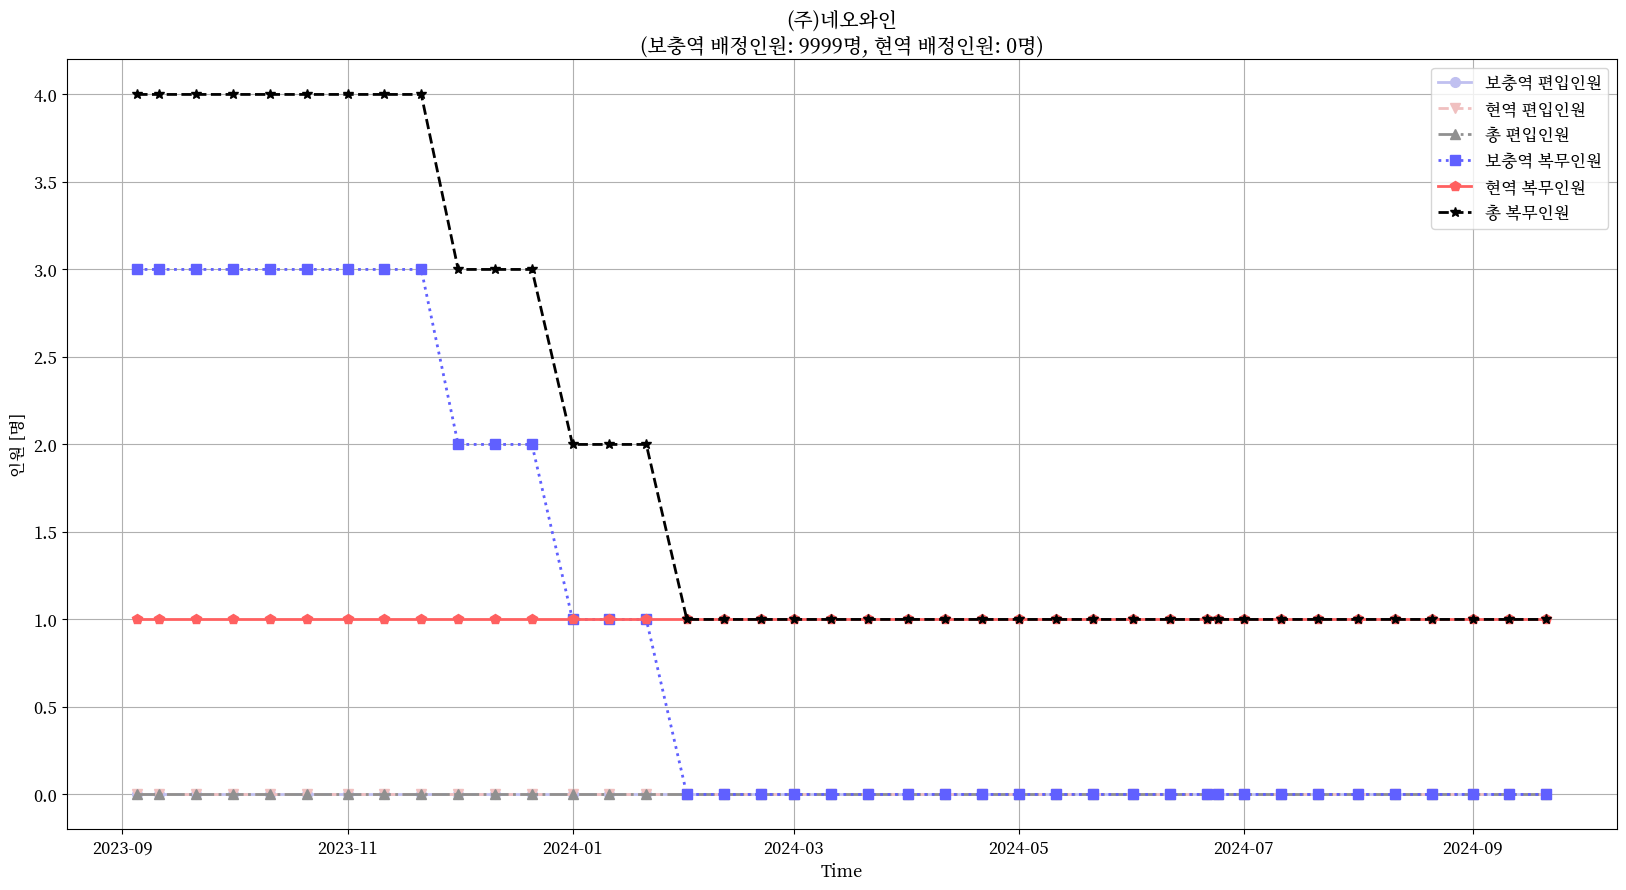 (주)네오와인
(보충역 배정인원: 9999명, 현역 배정인원: 0명)
보충역 편입인원
현역 편입인원
총 편입인원
보충역 복무인원
현역 복무인원
총 복무인원
인원 [명]
4.0
3.5
3.0
2.5
2.0
1.5
1.0
0.5
0.0
2023-09
2023-11
2024-01
2024-03
2024-05
2024-07
2024-09
Time